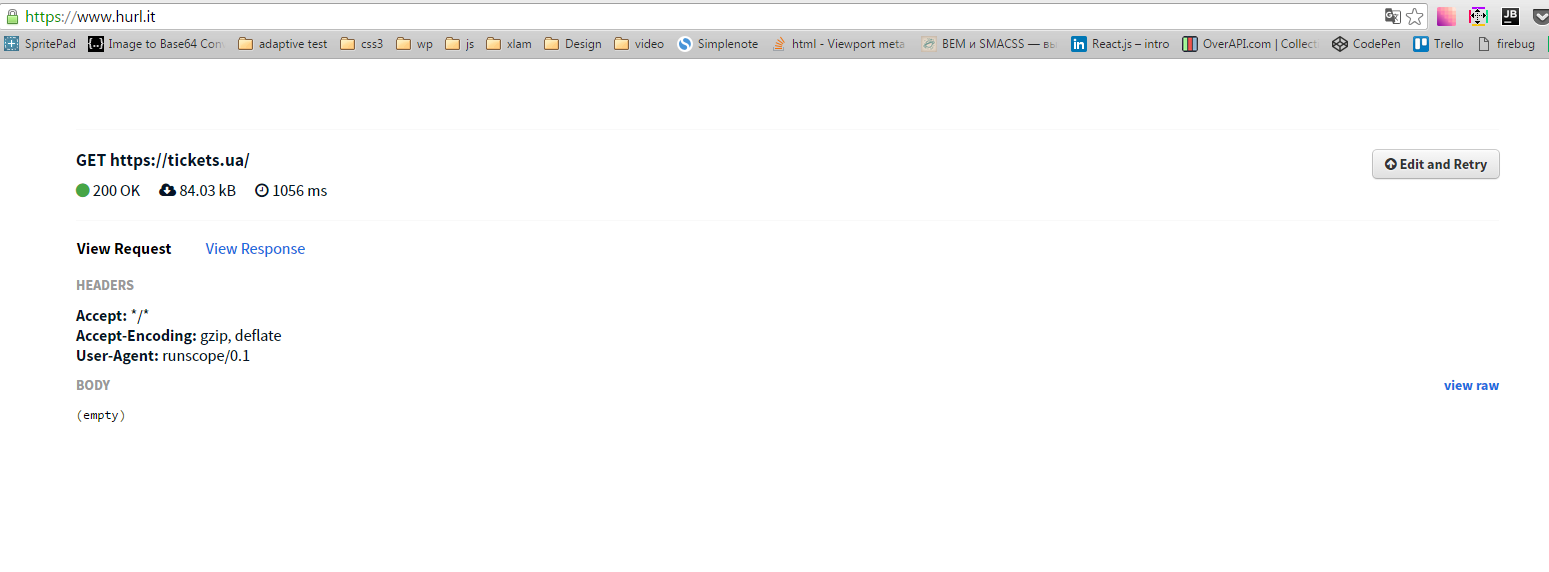 https://www.hurl.it
SpritePad Image to Base64 Con adaptive test css3 wp js xlam Design video Simplenote html - Viewport meta BEM и SMACSS — вы React.js – intro OverAPI.com | Collecti CodePen Trello firebug
GET https://tickets.ua/
Edit and Retry
200 OK 84.03 kB 1056 ms
View Request View Response
HEADERS
Accept: */*
Accept-Encoding: gzip, deflate
User-Agent: runscope/0.1
BODY
view raw
(empty)